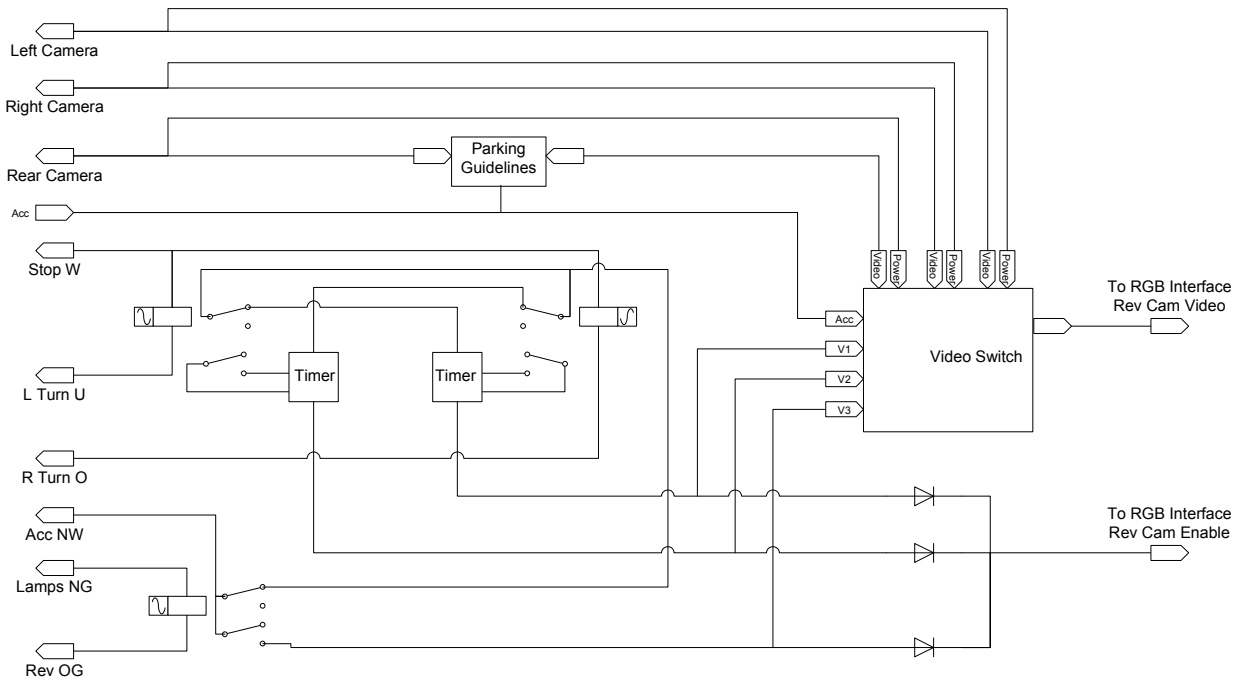 Left Camera
Right Camera
Rear Camera
Parking
Guidelines
Acc
Stop W
Video
Power
Video
Power
Video
Power
To RGB Interface
Rev Cam Video
Acc
V1
Video Switch
V2
V3
Timer
Timer
L Turn U
R Turn O
Acc NW
To RGB Interface
Rev Cam Enable
Lamps NG
Rev OG